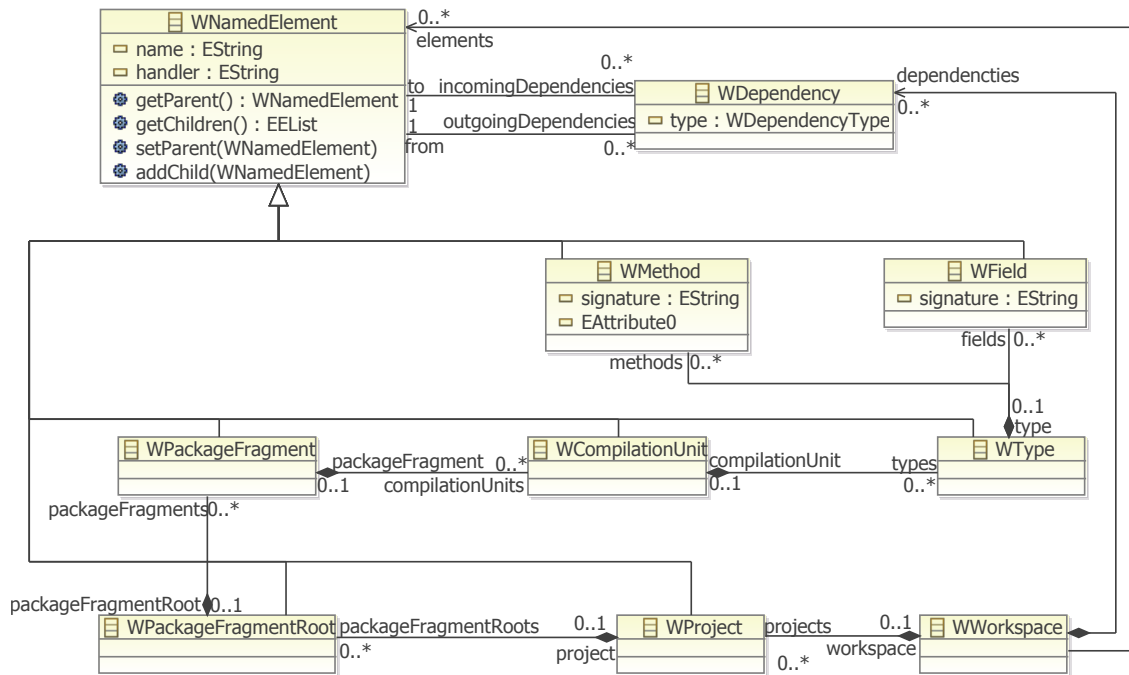 WNamedElement
name : EString
handler : EString
getParent() : WNamedElement
getChildren() : EEList
setParent(WNamedElement)
addChild(WNamedElement)
0..*
elements
0..*
to incomingDependencies
1
1 outgoingDependencies
from
0..*
WDependency
type : WDependencyType
dependencties
0..*
WMethod
signature : EString
EAttribute0
methods 0..*
WField
signature : EString
fields 0..*
0..1
type
WPackageFragment
packageFragment 0..*
0..1 compilationUnits
WCompilationUnit
compilationUnit types
0..1 0..*
WType
packageFragments 0..*
packageFragmentRoot 0..1
WPackageFragmentRoot
packageFragmentRoots 0..1
0..* project
WProject
projects 0..1
0..* workspace
WWorkspace